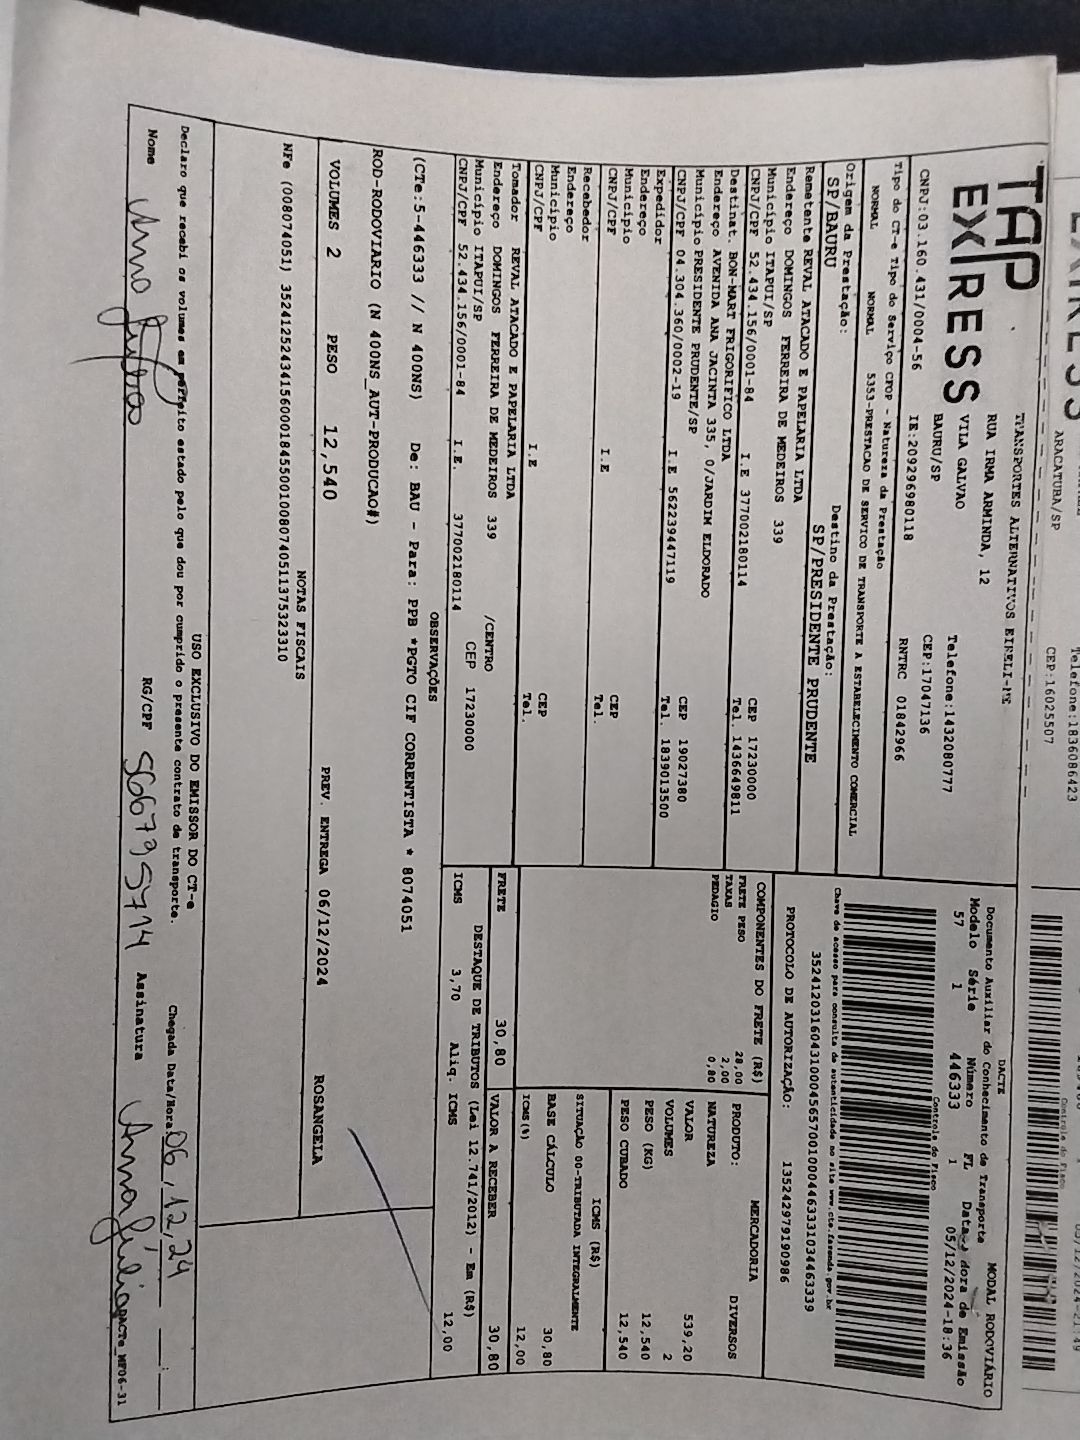 TAP EXPRESS
TRANSPORTES ALTERNATIVOS EIRELI-ME
RUA IRMA ARMINDA, 12
VILA GALVAO Telefone:1432080777
BAURU/SP CEP:17047136
CNPJ:03.160.431/0004-56 IE:209296980118 RNTRC 01842966
Tipo do CT-e Tipo do Serviço CFOP - Natureza da Prestação
NORMAL NORMAL 5353-PRESTACAO DE SERVICO DE TRANSPORTE A ESTABELECIMENTO COMERCIAL
Origem da Prestação: Destino da Prestação:
SP/BAURU SP/PRESIDENTE PRUDENTE
DACTE MODAL RODOVIÁRIO
Documento Auxiliar do Conhecimento de Transporte
Modelo Série Número FL Data e Hora de Emissão
57 1 446333 1 05/12/2024-18:36
Controle do Fisco
Chave de acesso para consulta de autenticidade no site www.cte.fazenda.gov.br
35241203160431000456570010004463331034463339
PROTOCOLO DE AUTORIZAÇÃO: 135242979190986
Remetente REVAL ATACADO E PAPELARIA LTDA
Endereço DOMINGOS FERREIRA DE MEDEIROS 339
Município ITAPUI/SP CEP 17230000
CNPJ/CPF 52.434.156/0001-84 I.E 377002180114 Tel. 1436649811
Destinat. BON-MART FRIGORIFICO LTDA
Endereço AVENIDA ANA JACINTA 335, 0/JARDIM ELDORADO
Município PRESIDENTE PRUDENTE/SP CEP 19027380
CNPJ/CPF 04.304.360/0002-19 I.E 562239447119 Tel. 1839013500
Expedidor
Endereço
Município CEP
CNPJ/CPF I.E Tel.
Recebedor
Endereço
Município CEP
CNPJ/CPF I.E Tel.
Tomador REVAL ATACADO E PAPELARIA LTDA
Endereço DOMINGOS FERREIRA DE MEDEIROS 339 /CENTRO
Município ITAPUI/SP CEP 17230000
CNPJ/CPF 52.434.156/0001-84 I.E 377002180114
COMPONENTES DO FRETE (R$)
FRETE PESO 28,00
TAXAS 2,00
PEDAGIO 0,80
MERCADORIA
PRODUTO: DIVERSOS
NATUREZA
VALOR 539,20
VOLUMES 2
PESO (KG) 12,540
PESO CUBADO 12,540
ICMS (R$)
SITUAÇÃO 00-TRIBUTADA INTEGRALMENTE
BASE CÁLCULO 30,80
ICMS(%) 12,00
FRETE 30,80 VALOR A RECEBER 30,80
DESTAQUE DE TRIBUTOS (Lei 12.741/2012) - Em (R$)
ICMS 3,70 Aliq. ICMS 12,00
OBSERVAÇÕES
(CTe:5-446333 // N 400NS) De: BAU - Para: PPB *PGTO CIF CORRENTISTA * 8074051
ROD-RODOVIARIO (N 400NS_AUT-PRODUCAO#)
VOLUMES 2 PESO 12,540 PREV. ENTREGA 06/12/2024 ROSANGELA
NOTAS FISCAIS
NFe (008074051) 35241252434156000184550010080740511375323310
USO EXCLUSIVO DO EMISSOR DO CT-e
Declaro que recebi os volumes em perfeito estado pelo que dou por cumprido o presente contrato de transporte. Chegada Data/Hora 06/12/24
Nome RG/CPF 5667957 14 Assinatura
DACTe_MF06-31
ARACATUBA/SP
Telefone:1836086423
CEP:16025507
Controle do Fisco